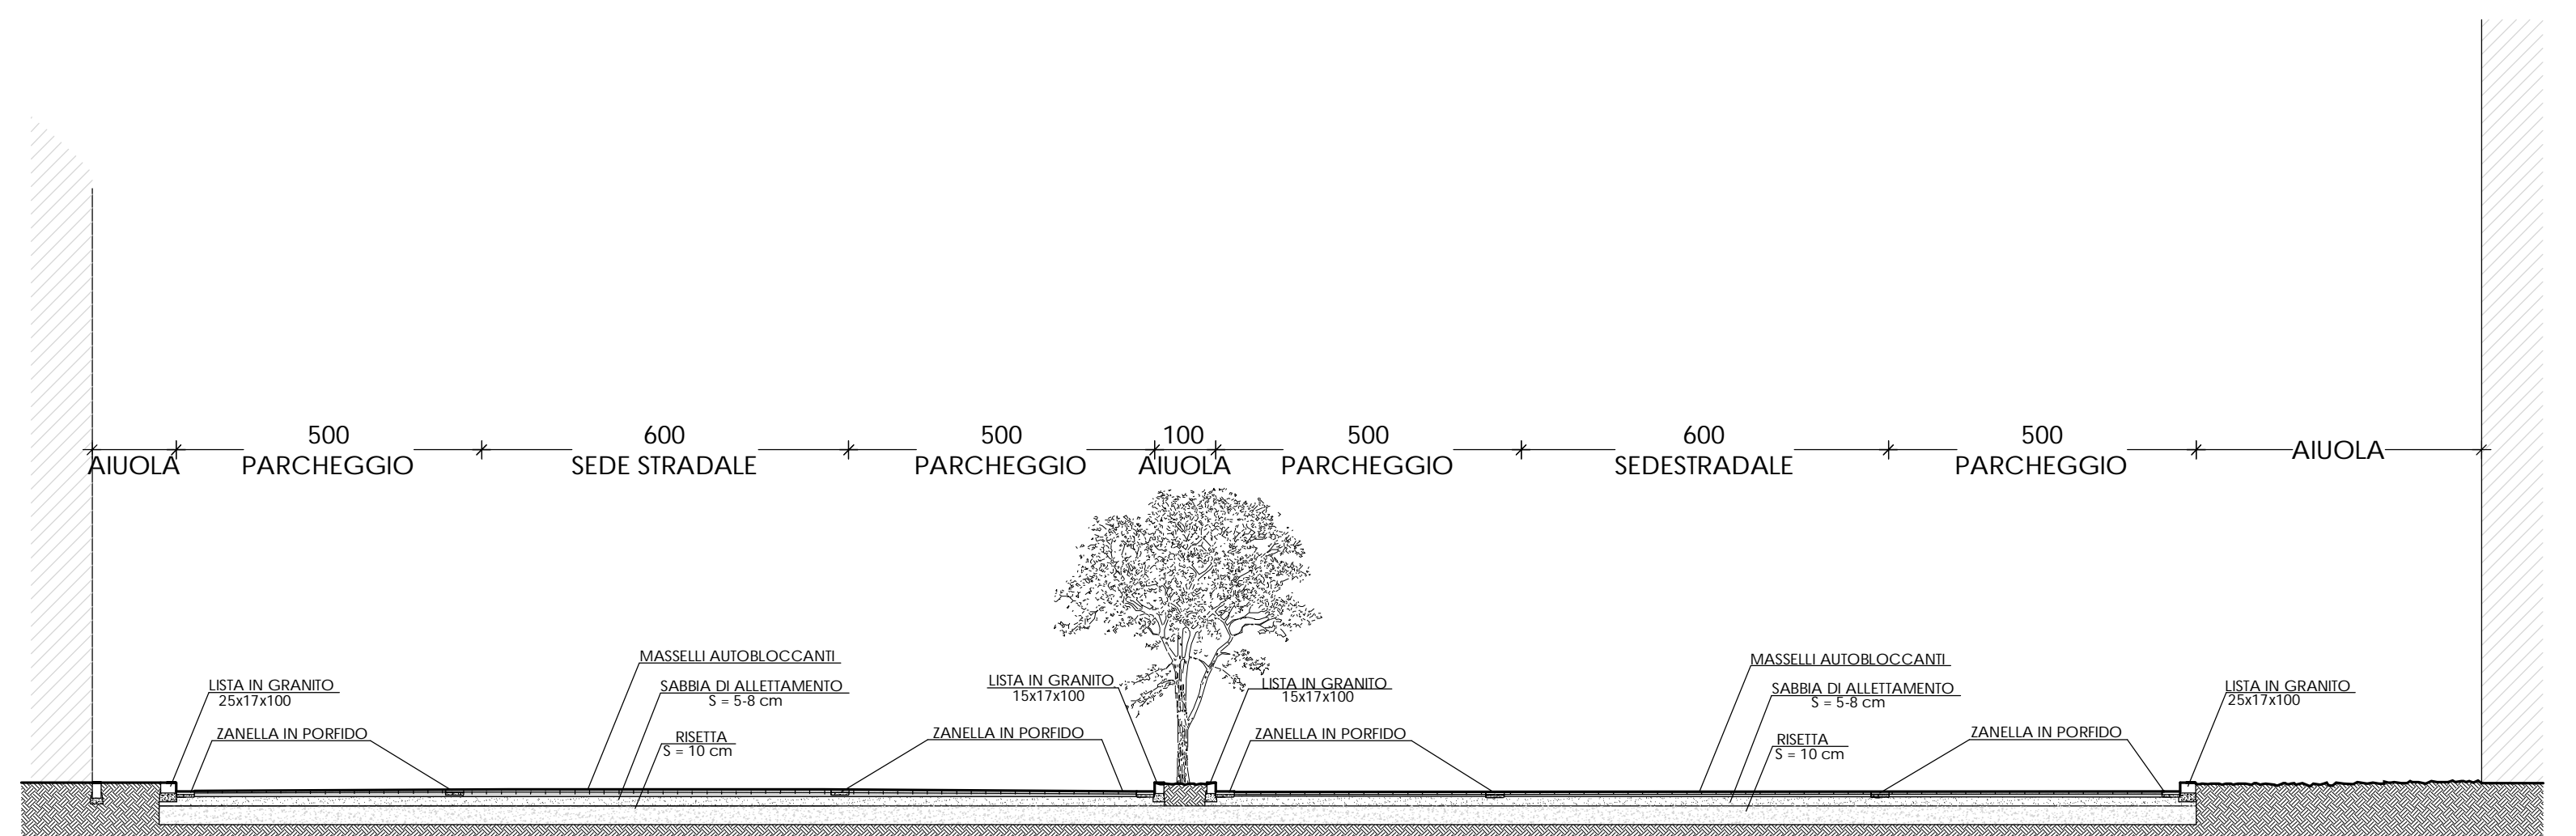 500 600 500 100 500 600 500
AIUOLA PARCHEGGIO SEDE STRADALE PARCHEGGIO AIUOLA PARCHEGGIO SEDESTRADALE PARCHEGGIO AIUOLA
LISTA IN GRANITO
25x17x100
ZANELLA IN PORFIDO
MASSELLI AUTOBLOCCANTI
SABBIA DI ALLETTAMENTO
S = 5-8 cm
RISETTA
S = 10 cm
LISTA IN GRANITO
15x17x100
ZANELLA IN PORFIDO
LISTA IN GRANITO
15x17x100
ZANELLA IN PORFIDO
MASSELLI AUTOBLOCCANTI
SABBIA DI ALLETTAMENTO
S = 5-8 cm
RISETTA
S = 10 cm
ZANELLA IN PORFIDO
LISTA IN GRANITO
25x17x100